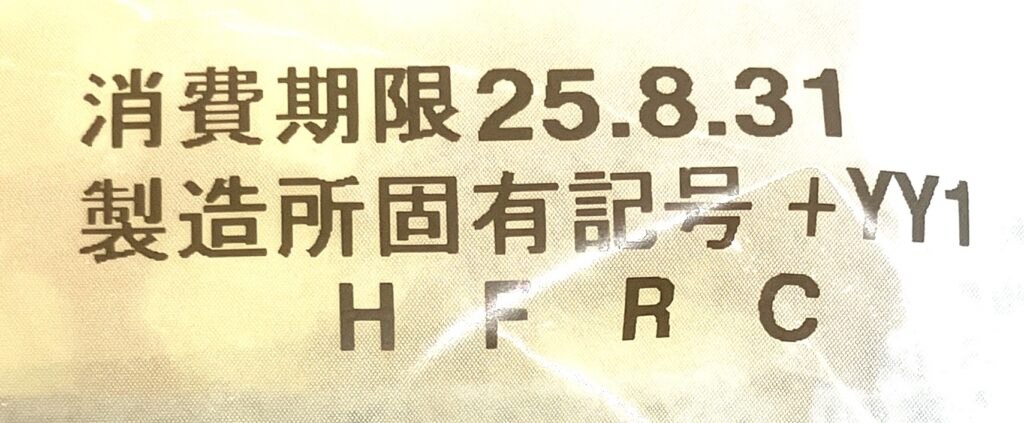 消費期限25.8.31
製造所固有記号 +YY1
H F R C